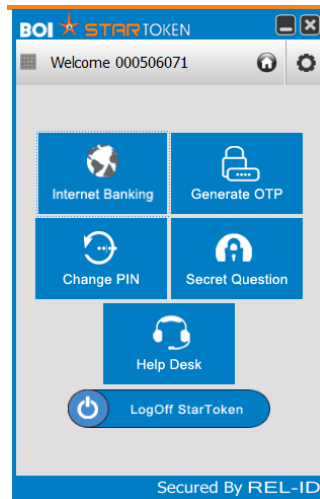 BOI STARTOKEN
Welcome 000506071
Internet Banking
Generate OTP
Change PIN
Secret Question
Help Desk
LogOff StarToken
Secured By REL-ID